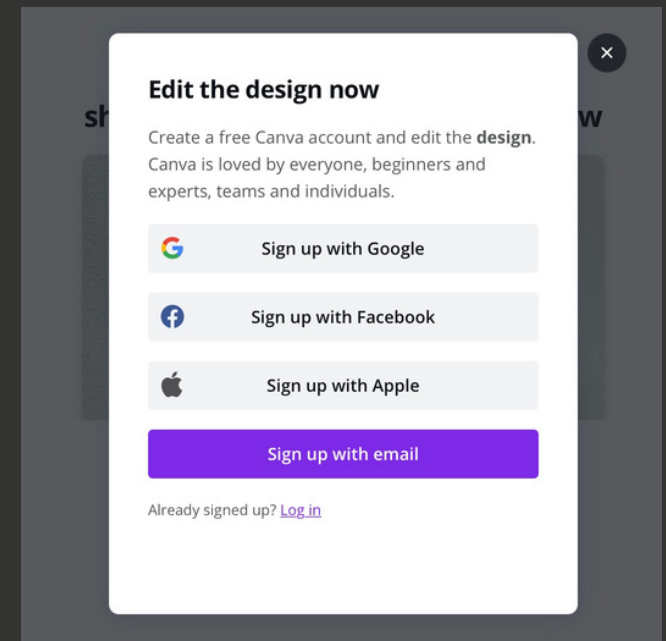 Edit the design now
Create a free Canva account and edit the design.
Canva is loved by everyone, beginners and
experts, teams and individuals.
Sign up with Google
Sign up with Facebook
Sign up with Apple
Sign up with email
Already signed up? Log in